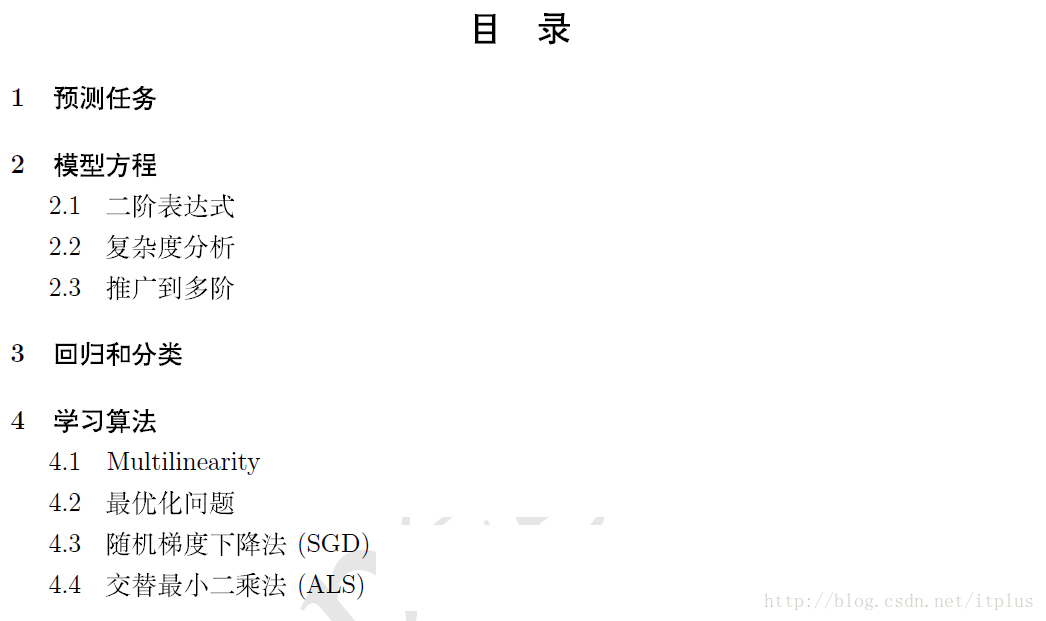 目 录
1 预测任务
2 模型方程
2.1 二阶表达式
2.2 复杂度分析
2.3 推广到多阶
3 回归和分类
4 学习算法
4.1 Multilinearity
4.2 最优化问题
4.3 随机梯度下降法 (SGD)
4.4 交替最小二乘法 (ALS)
http://blog.csdn.net/itplus